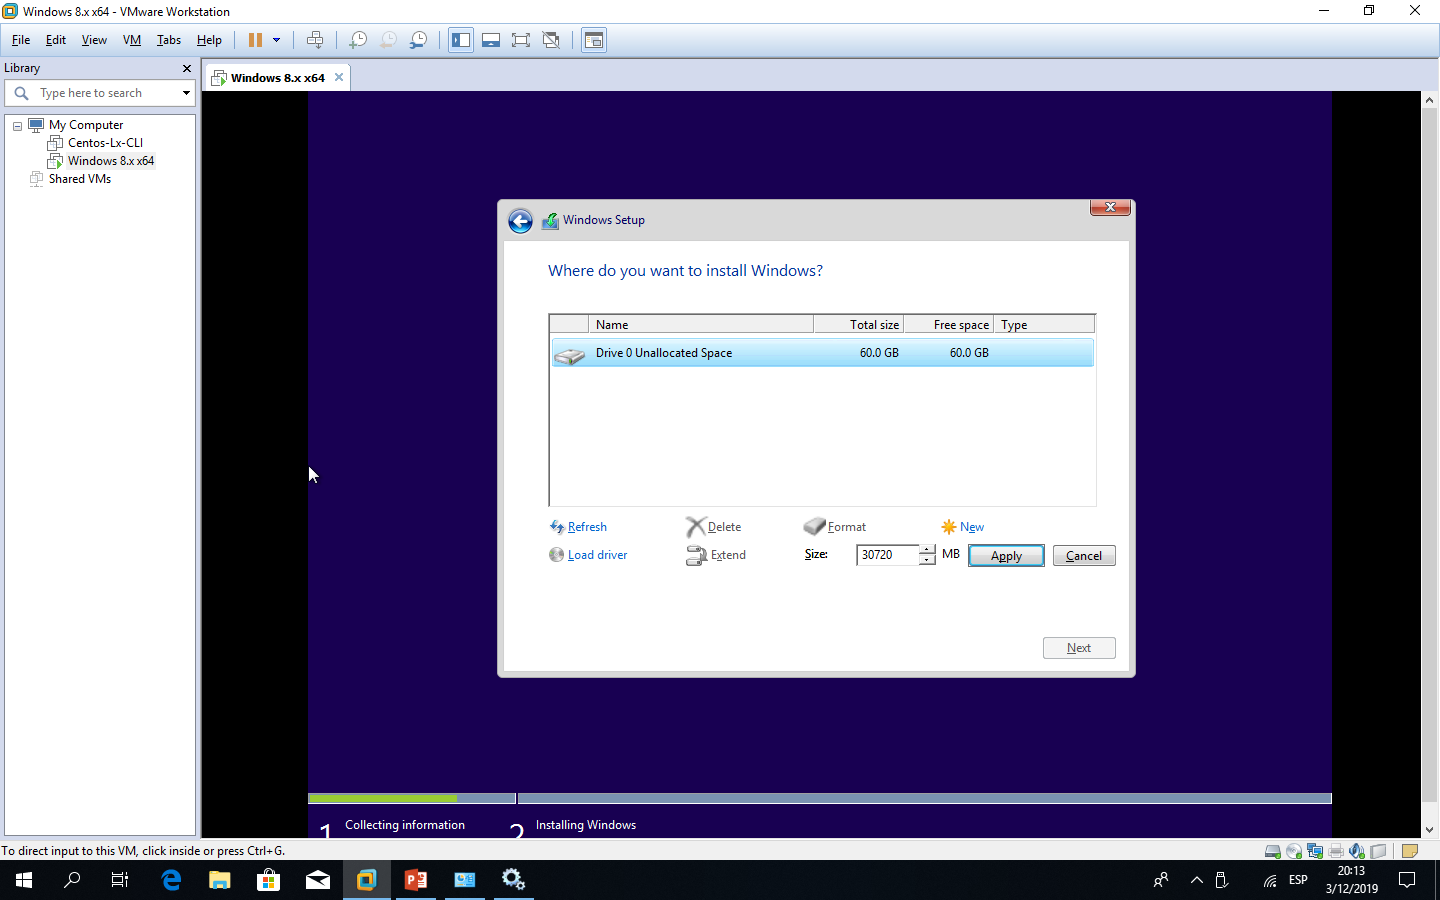 Windows 8.x x64 - VMware Workstation
File Edit View VM Tabs Help
Library
Windows 8.x x64
Type here to search
My Computer
Centos-Lx-CLI
Windows 8.x x64
Shared VMs
Windows Setup
Where do you want to install Windows?
Name Total size Free space Type
Drive 0 Unallocated Space 60.0 GB 60.0 GB
Refresh Delete Format New
Load driver Extend Size: 30720 MB Apply Cancel
Next
1 Collecting information 2 Installing Windows
To direct input to this VM, click inside or press Ctrl+G.
ESP
20:13
3/12/2019